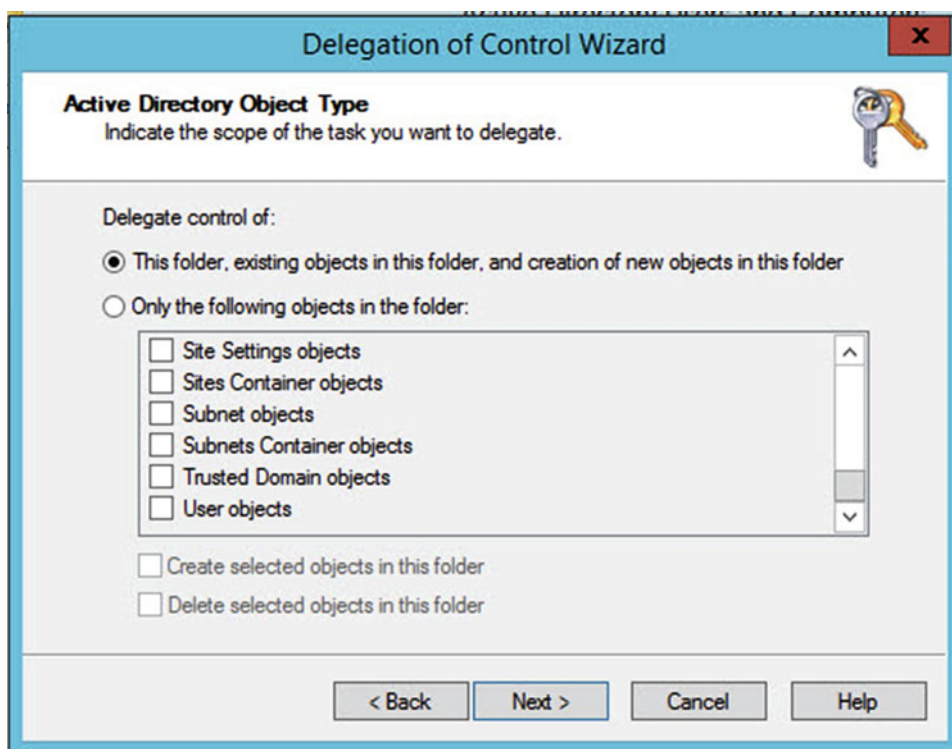 Delegation of Control Wizard
x
Active Directory Object Type
Indicate the scope of the task you want to delegate.
Delegate control of:
This folder, existing objects in this folder, and creation of new objects in this folder
Only the following objects in the folder:
Site Settings objects
Sites Container objects
Subnet objects
Subnets Container objects
Trusted Domain objects
User objects
Create selected objects in this folder
Delete selected objects in this folder
< Back Next > Cancel Help